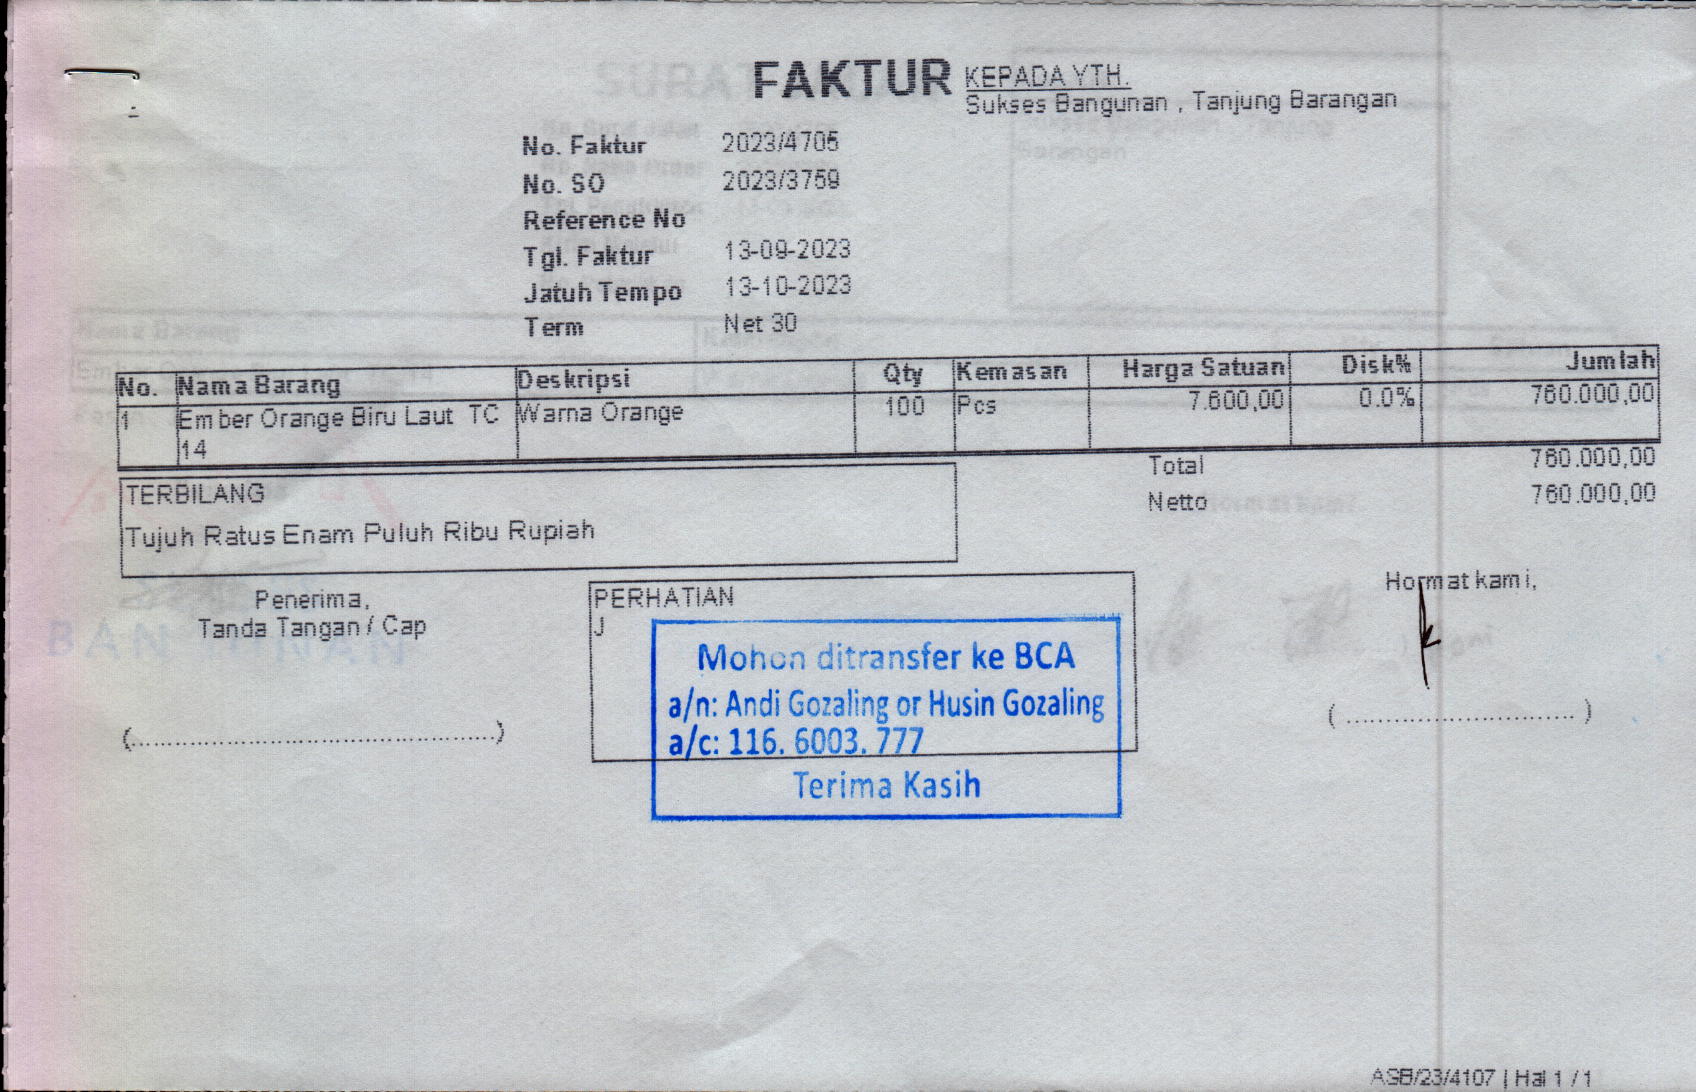 FAKTUR
KEPADA YTH.
Sukses Bangunan , Tanjung Barangan
No. Faktur 2023/4705
No. SO 2023/3759
Reference No
Tgl. Faktur 13-09-2023
Jatuh Tempo 13-10-2023
Term Net 30
No. Nama Barang Deskripsi Qty Kemasan Harga Satuan Disk% Jumlah
1 Ember Orange Biru Laut TC Warna Orange 100 Pcs 7.600,00 0.0% 760.000,00
14
Total 760.000,00
Netto 760.000,00
TERBILANG
Tujuh Ratus Enam Puluh Ribu Rupiah
Penerima,
Tanda Tangan / Cap
(............................................)
PERHATIAN
J
Mohon ditransfer ke BCA
a/n: Andi Gozaling or Husin Gozaling
a/c: 116. 6003. 777
Terima Kasih
Hormat kami,
( ............................ )
ASB/23/4107 | Hal 1 / 1